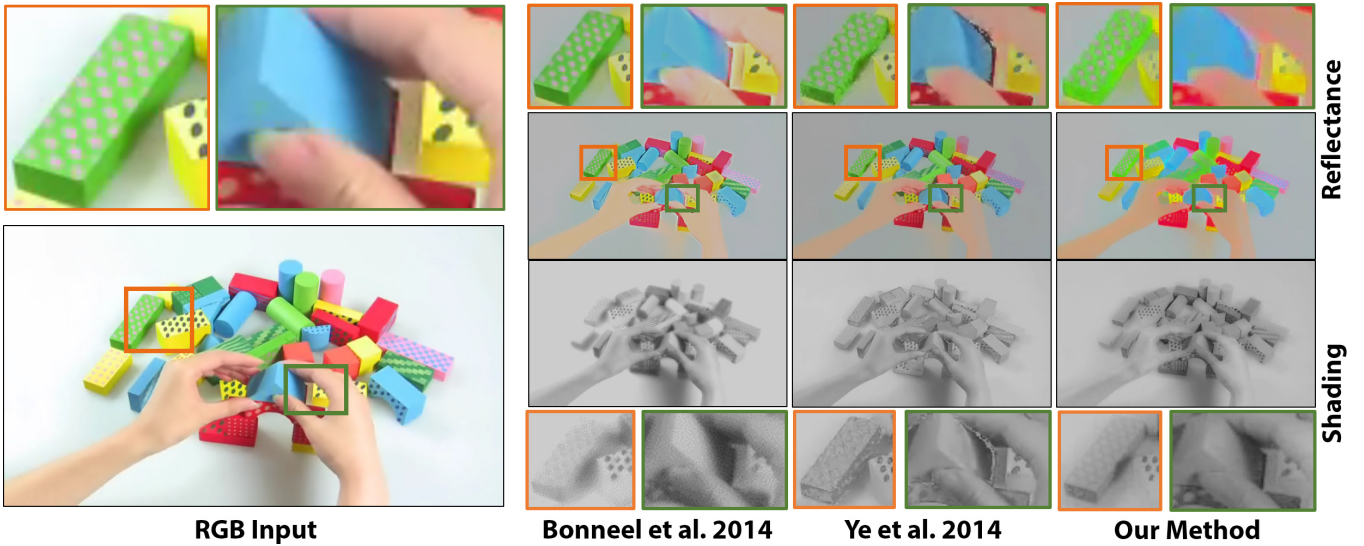 Reflectance
Shading
RGB Input
Bonneel et al. 2014
Ye et al. 2014
Our Method